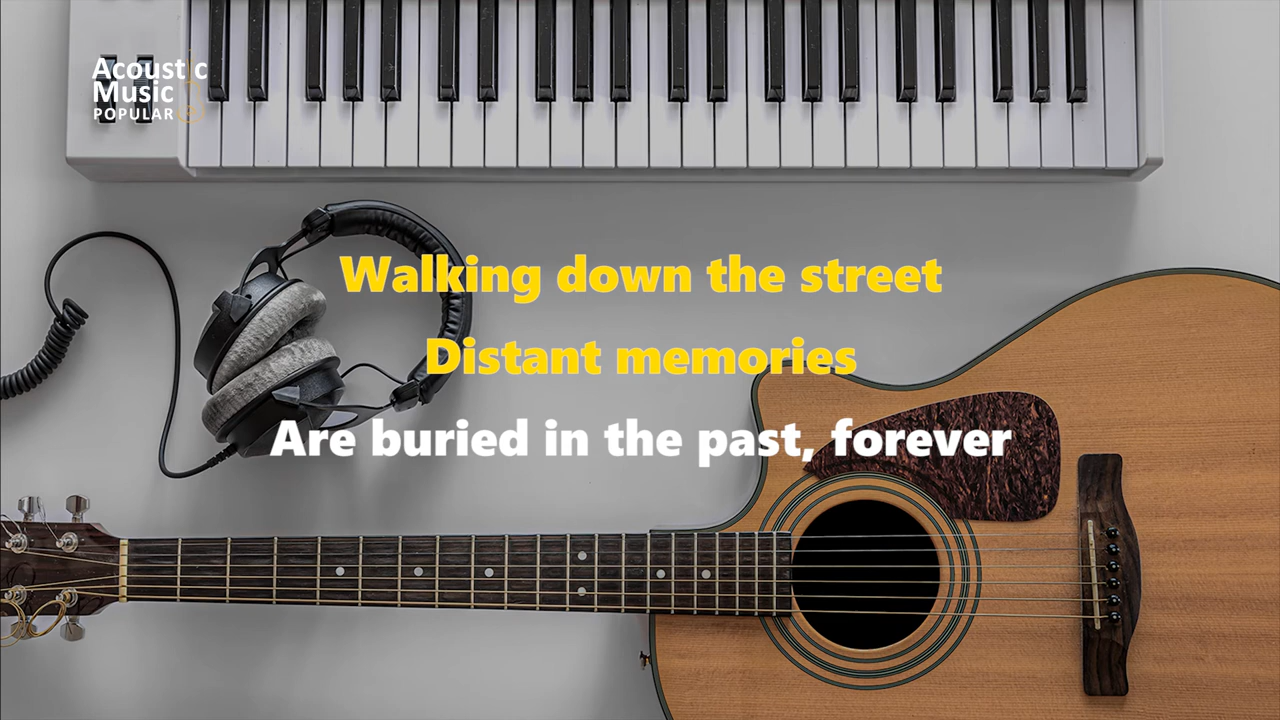 Acoustic
Music
POPULAR
Walking down the street
Distant memories
Are buried in the past, forever